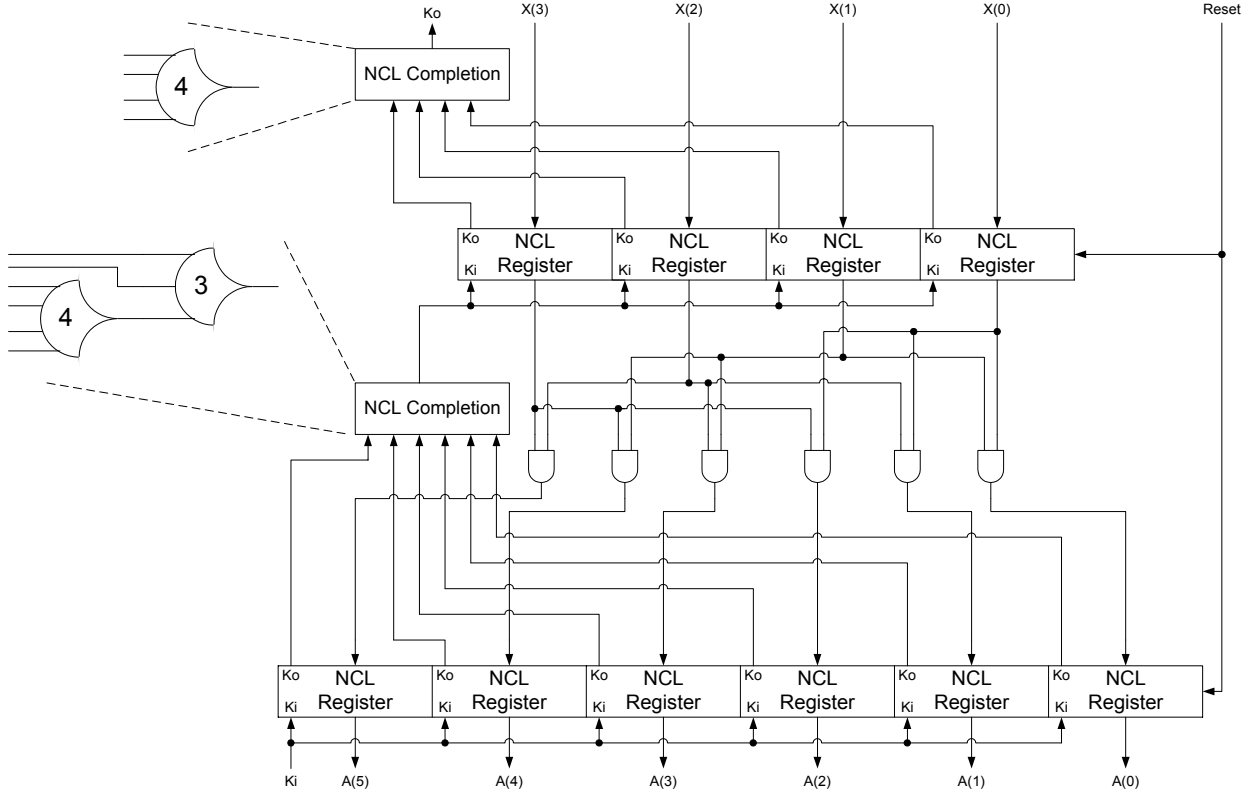 Ko X(3) X(2) X(1) X(0) Reset
NCL Completion
4
Ko NCL Register Ko NCL Register Ko NCL Register Ko NCL Register
Ki Ki Ki Ki
3
4
NCL Completion
Ko NCL Register Ko NCL Register Ko NCL Register Ko NCL Register Ko NCL Register Ko NCL Register
Ki Ki Ki Ki Ki Ki
Ki A(5) A(4) A(3) A(2) A(1) A(0)